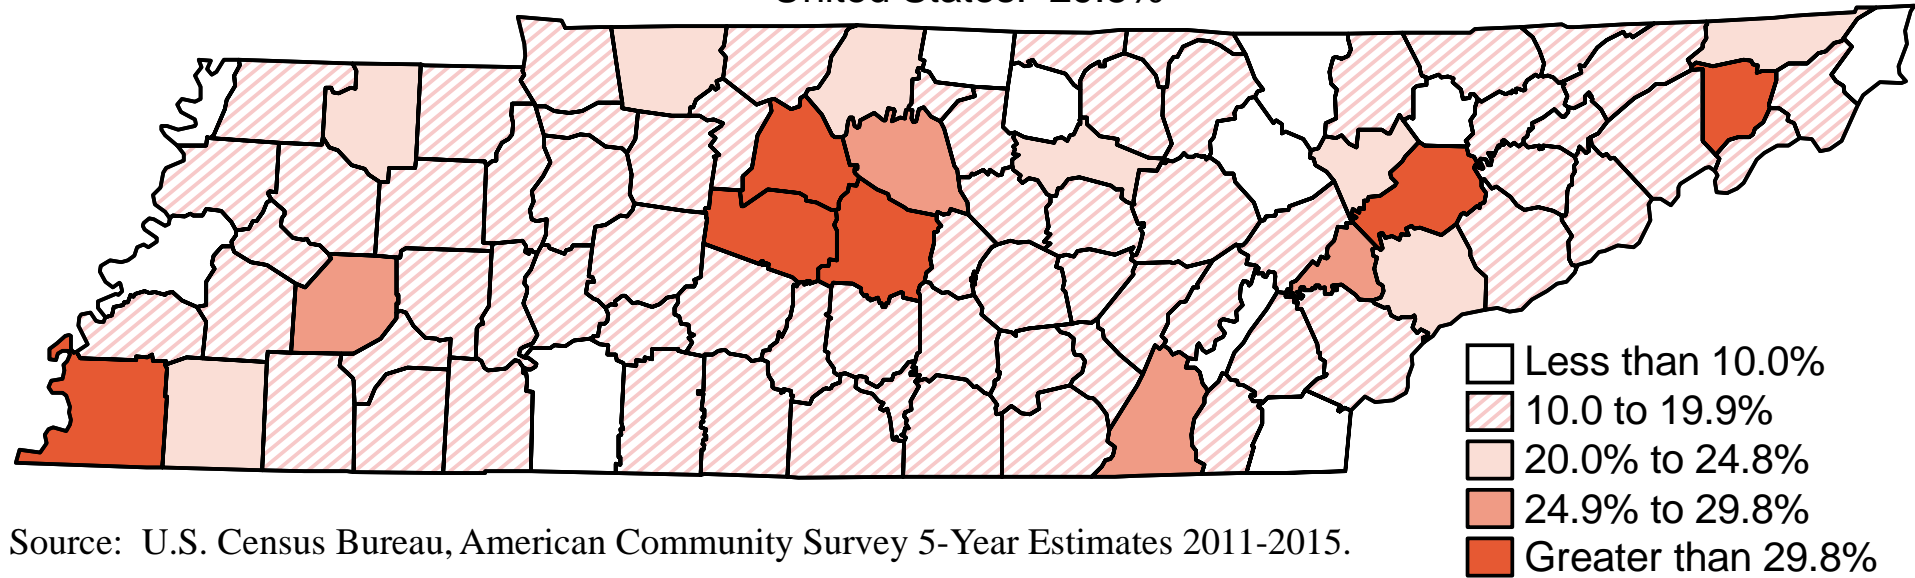 Less than 10.0%
10.0 to 19.9%
20.0% to 24.8%
24.9% to 29.8%
Greater than 29.8%
Source: U.S. Census Bureau, American Community Survey 5-Year Estimates 2011-2015.